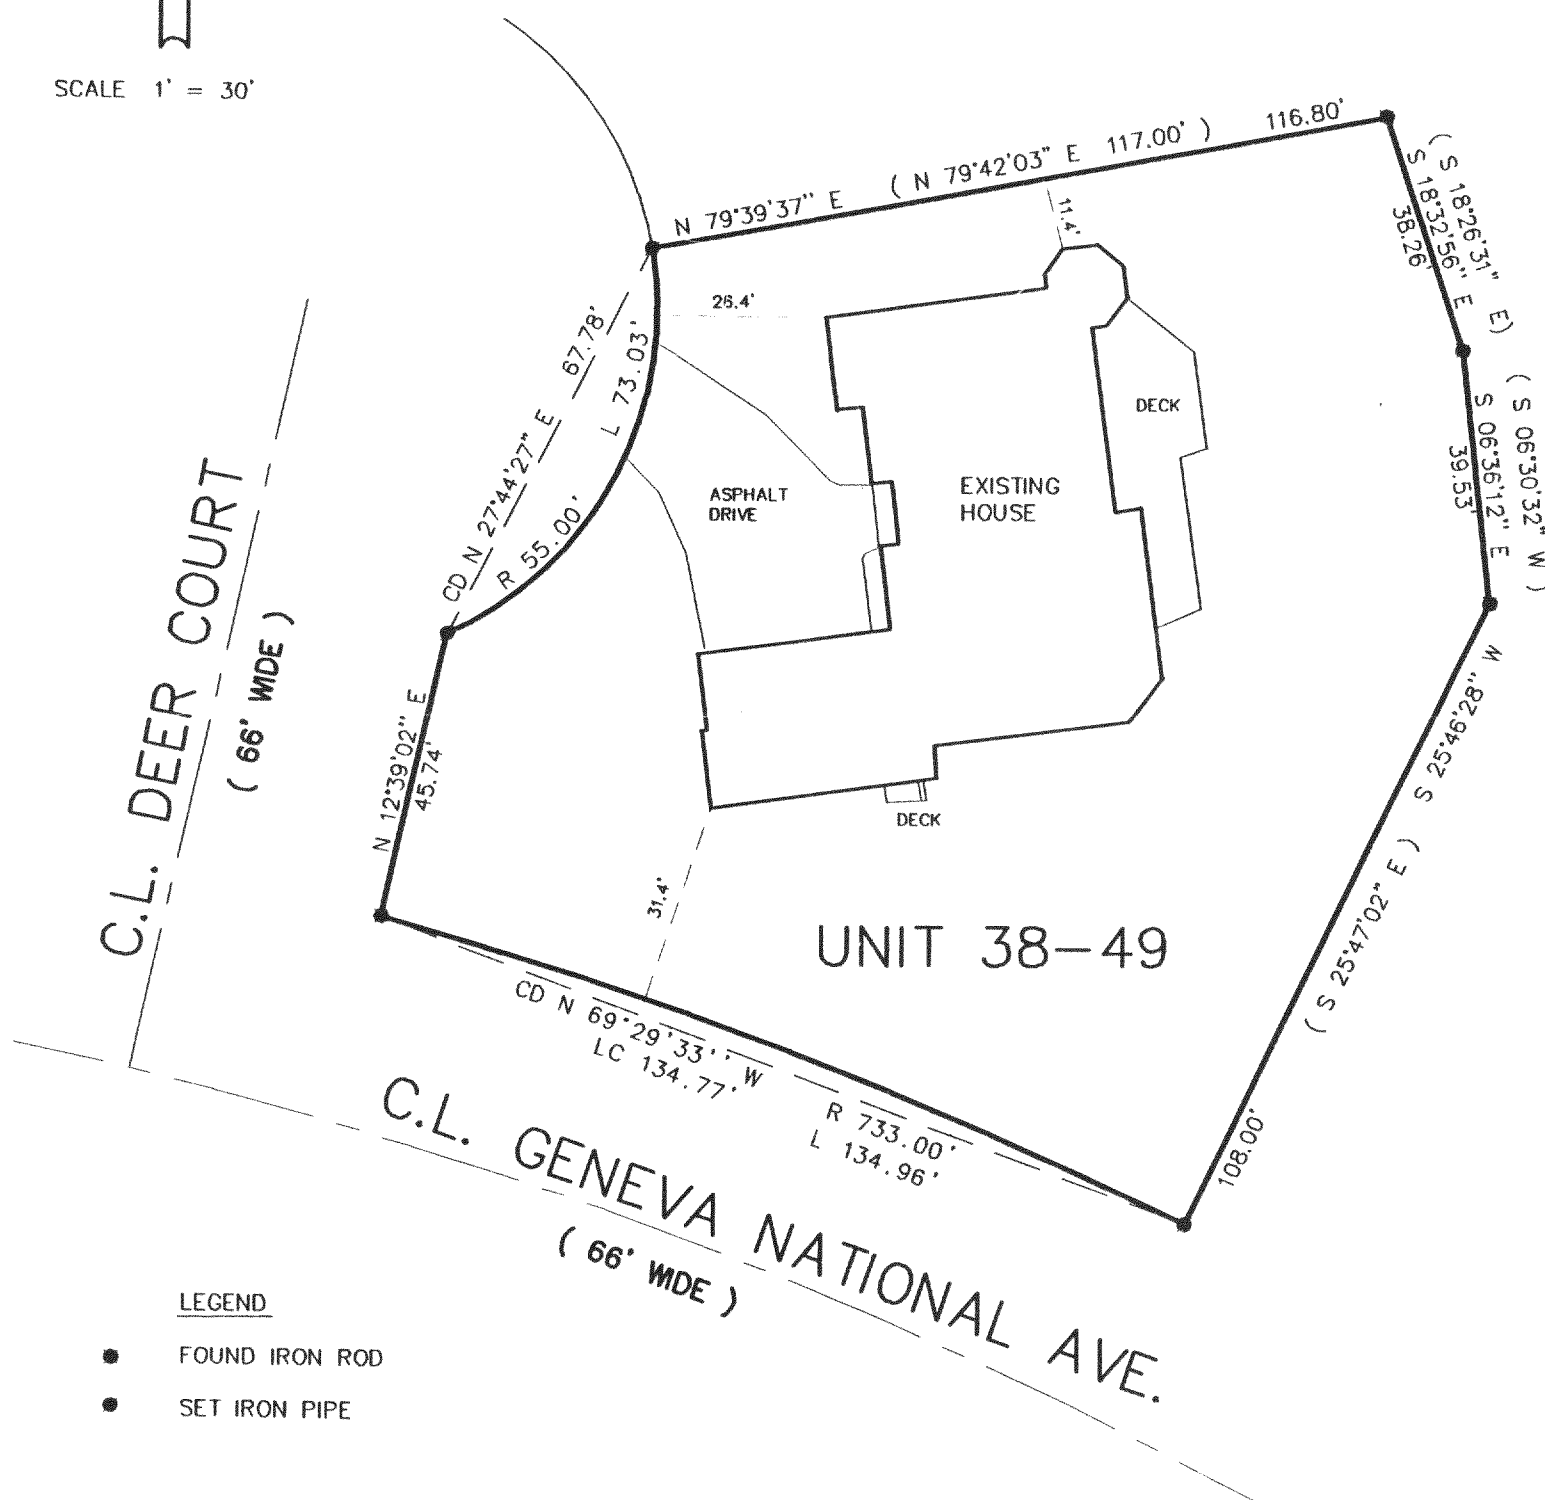 SCALE 1' = 30'
N 79°39'37" E ( N 79°42'03" E 117.00' ) 116.80'
( S 18°26'31" E)
S 18°32'56" E
38.26'
11.4'
26.4'
( S 06°30'32" W )
S 06°36'12" E
39.53'
CD N 27°44'27" E 67.78'
R 55.00' L 73.03'
DECK
ASPHALT
DRIVE
EXISTING
HOUSE
C.L. DEER COURT
( 66' WIDE )
N 12°39'02" E
45.74'
S 25°46'28" W
( S 25°47'02" E )
108.00'
DECK
31.4'
UNIT 38-49
CD N 69°29'33'' W
LC 134.77'
R 733.00'
L 134.96'
C.L. GENEVA NATIONAL AVE.
( 66' WIDE )
LEGEND
● FOUND IRON ROD
● SET IRON PIPE